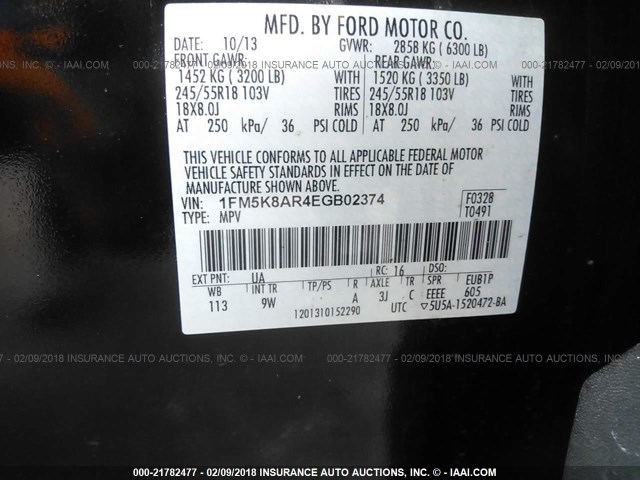 MFD. BY FORD MOTOR CO.
DATE: 10/13 GVWR: 2858 KG ( 6300 LB)
FRONT GAWR: REAR GAWR:
1452 KG ( 3200 LB) WITH 1520 KG ( 3350 LB) WITH
245/55R18 103V TIRES 245/55R18 103V TIRES
18X8.0J RIMS 18X8.0J RIMS
AT 250 kPa/ 36 PSI COLD AT 250 kPa/ 36 PSI COLD
THIS VEHICLE CONFORMS TO ALL APPLICABLE FEDERAL MOTOR
VEHICLE SAFETY STANDARDS IN EFFECT ON THE DATE OF
MANUFACTURE SHOWN ABOVE.
VIN: 1FM5K8AR4EGB02374 F0328
TYPE: MPV T0491
EXT PNT: UA RC: 16 DSO:
WB INT TR TP/PS R AXLE TR SPR EUB1P
113 9W A 3J C EEEE 605
1201310152290 UTC ▽5U5A-1520472-BA
000-21782477 - 02/09/2018 INSURANCE AUTO AUCTIONS - © - IAAI.COM